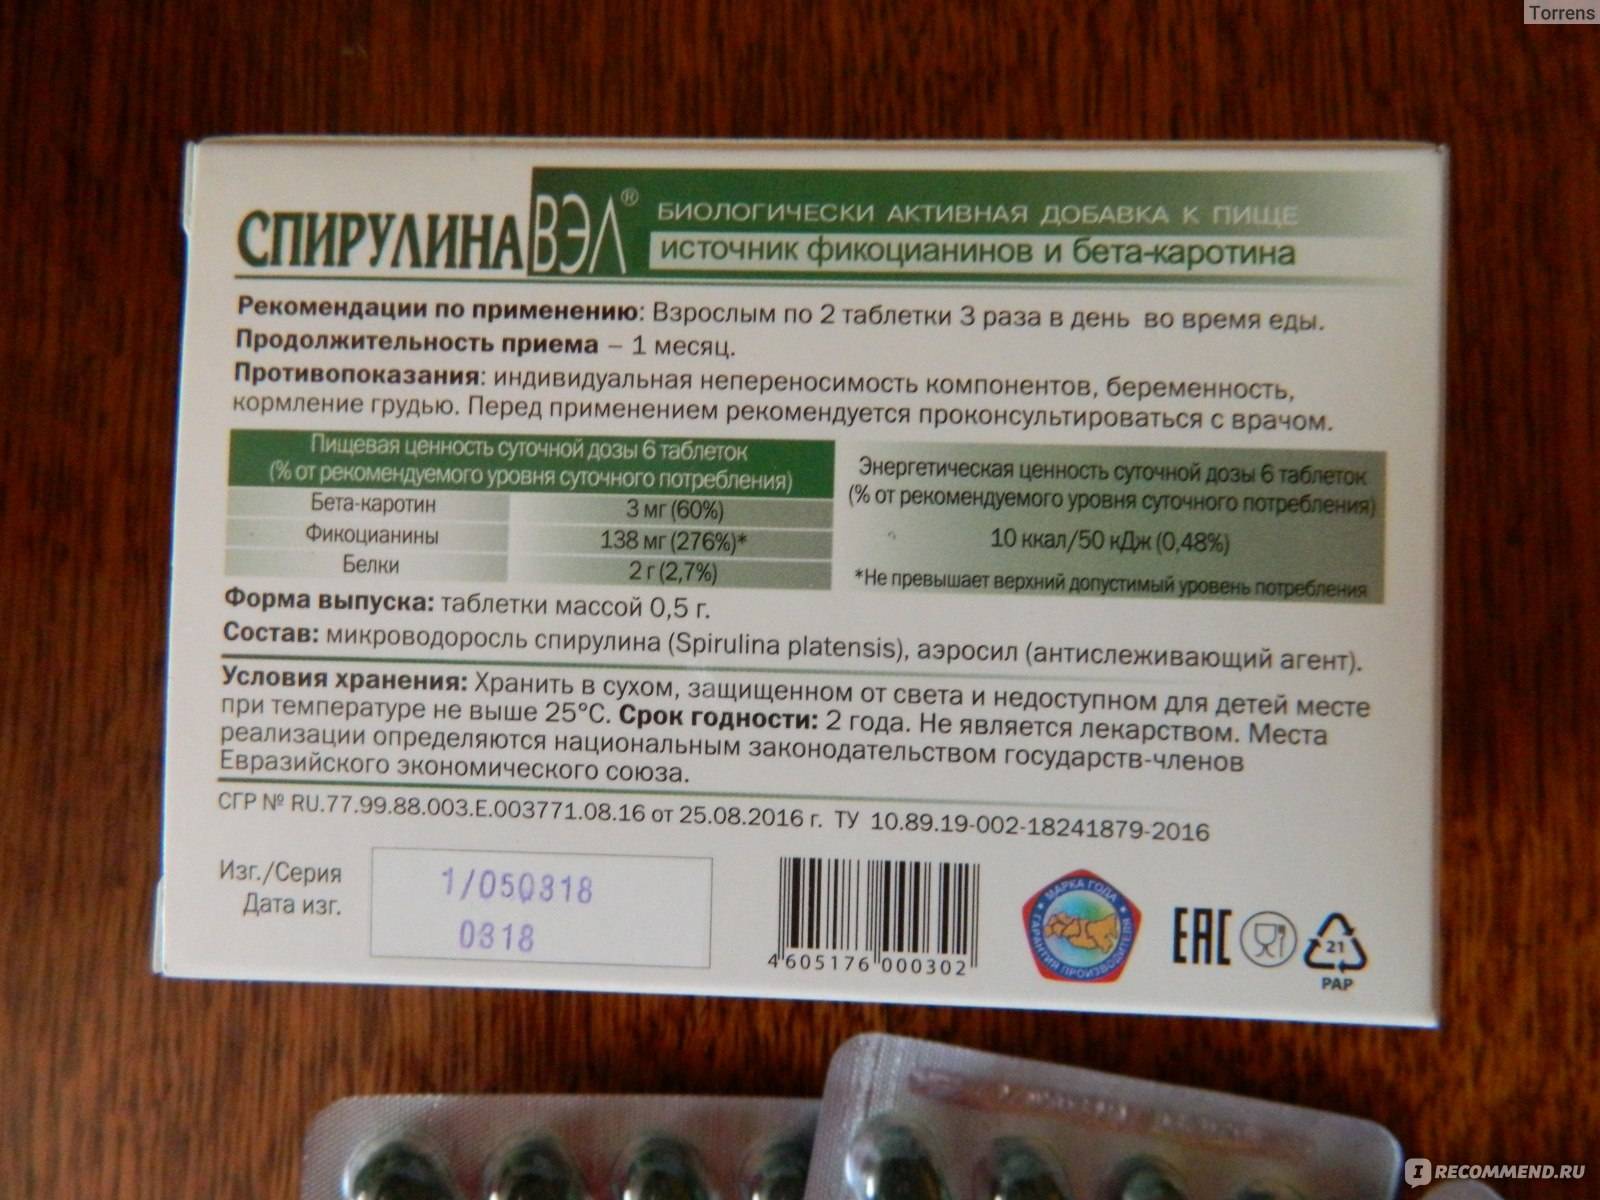 Torrens
СПИРУЛИНА ВЭЛ®
БИОЛОГИЧЕСКИ АКТИВНАЯ ДОБАВКА К ПИЩЕ
источник фикоцианинов и бета-каротина
Рекомендации по применению: Взрослым по 2 таблетки 3 раза в день во время еды.
Продолжительность приема – 1 месяц.
Противопоказания: индивидуальная непереносимость компонентов, беременность,
кормление грудью. Перед применением рекомендуется проконсультироваться с врачом.
Пищевая ценность суточной дозы 6 таблеток
(% от рекомендуемого уровня суточного потребления)
Бета-каротин 3 мг (60%)
Фикоцианины 138 мг (276%)*
Белки 2 г (2,7%)
Энергетическая ценность суточной дозы 6 таблеток
(% от рекомендуемого уровня суточного потребления)
10 ккал/50 кДж (0,48%)
*Не превышает верхний допустимый уровень потребления
Форма выпуска: таблетки массой 0,5 г.
Состав: микроводоросль спирулина (Spirulina platensis), аэросил (антислеживающий агент).
Условия хранения: Хранить в сухом, защищенном от света и недоступном для детей месте
при температуре не выше 25°С. Срок годности: 2 года. Не является лекарством. Места
реализации определяются национальным законодательством государств-членов
Евразийского экономического союза.
СГР № RU.77.99.88.003.Е.003771.08.16 от 25.08.2016 г. ТУ 10.89.19-002-18241879-2016
Изг./Серия 1/050318
Дата изг. 0318
4 605176 000302
МАРКА ГОДА
ГАРАНТИЯ ПРОИЗВОДИТЕЛЯ
EAC
21
PAP
IRECOMMEND.RU